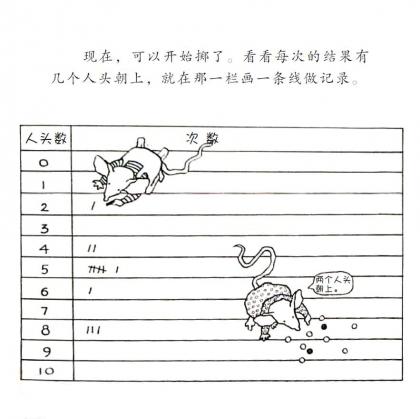 现在，可以开始掷了。看看每次的结果有
几个人头朝上，就在那一栏画一条线做记录。
人头数 次数
0
1
2
3
4
5
6
7
8
9
10
两个人头
朝上。